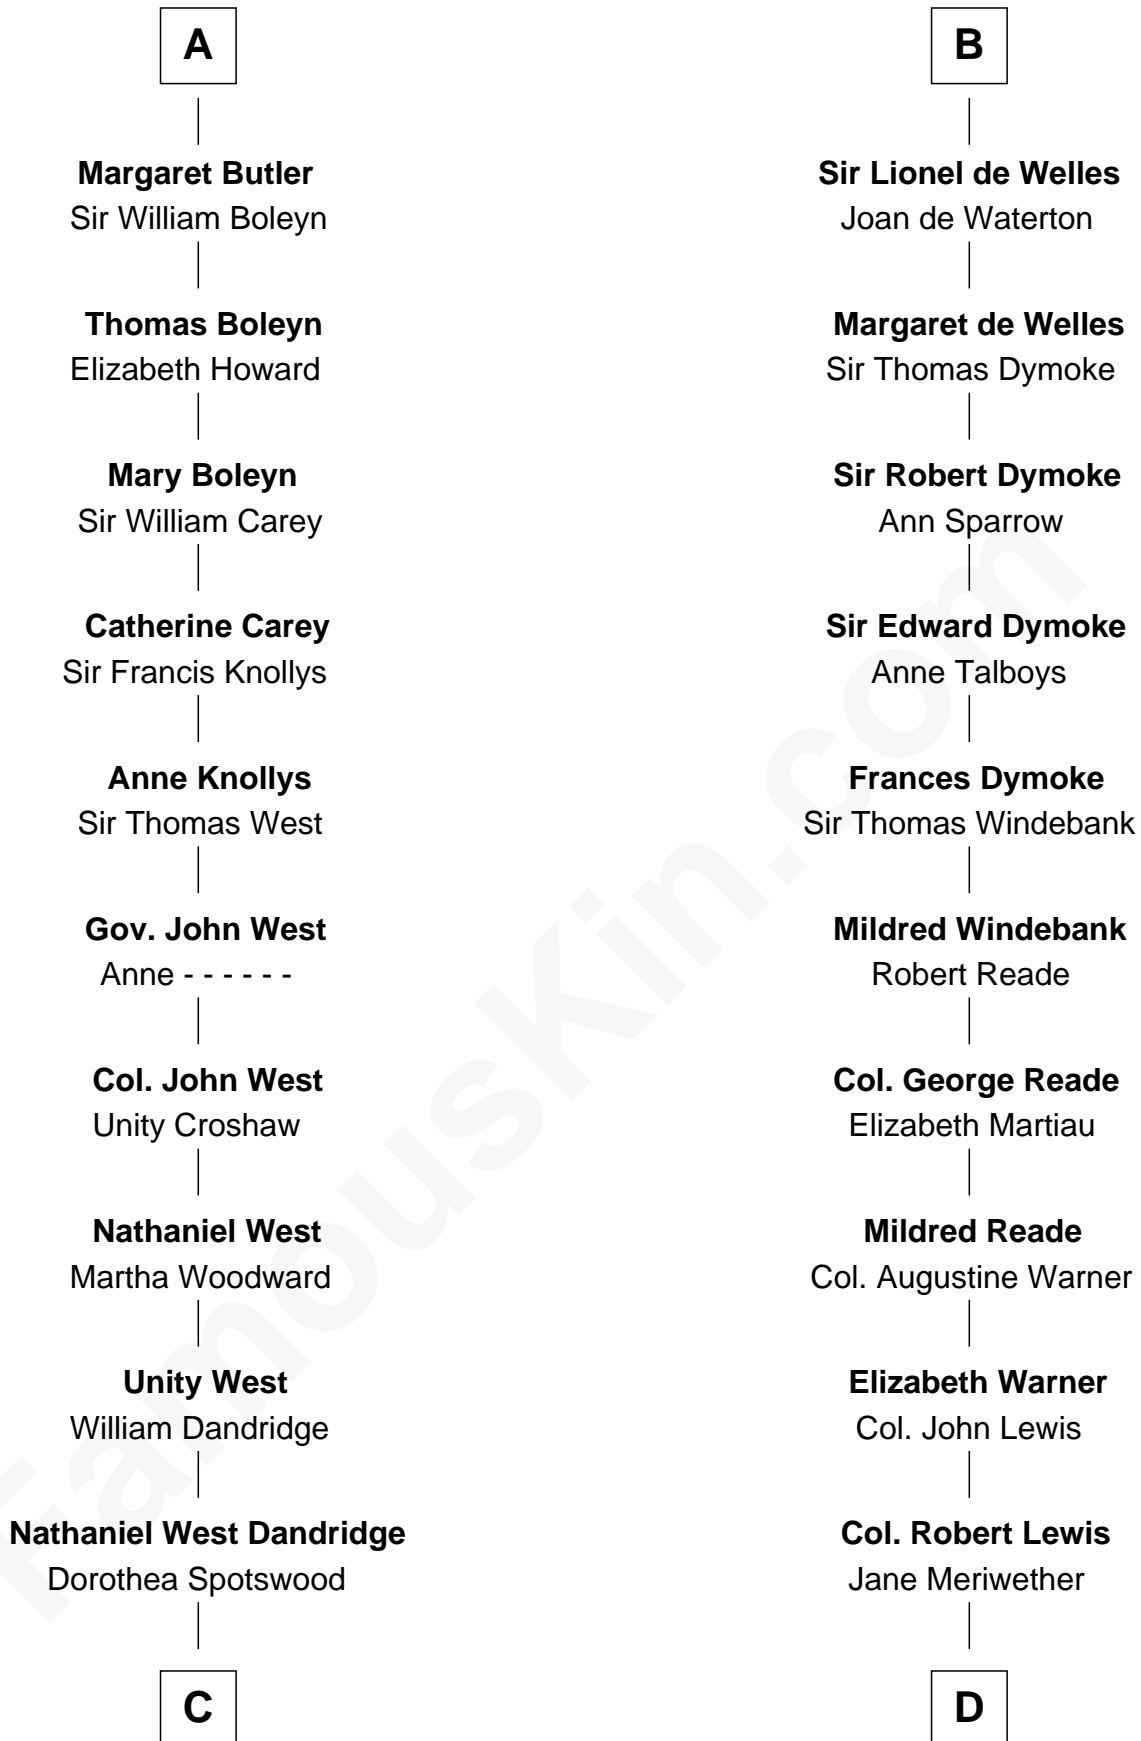 A
Margaret Butler
Sir William Boleyn
Thomas Boleyn
Elizabeth Howard
Mary Boleyn
Sir William Carey
Catherine Carey
Sir Francis Knollys
Anne Knollys
Sir Thomas West
Gov. John West
Anne - - - - - -
Col. John West
Unity Croshaw
Nathaniel West
Martha Woodward
Unity West
William Dandridge
Nathaniel West Dandridge
Dorothea Spotswood
C
B
Sir Lionel de Welles
Joan de Waterton
Margaret de Welles
Sir Thomas Dymoke
Sir Robert Dymoke
Ann Sparrow
Sir Edward Dymoke
Anne Talboys
Frances Dymoke
Sir Thomas Windebank
Mildred Windebank
Robert Reade
Col. George Reade
Elizabeth Martiau
Mildred Reade
Col. Augustine Warner
Elizabeth Warner
Col. John Lewis
Col. Robert Lewis
Jane Meriwether
D
FamousKin.com